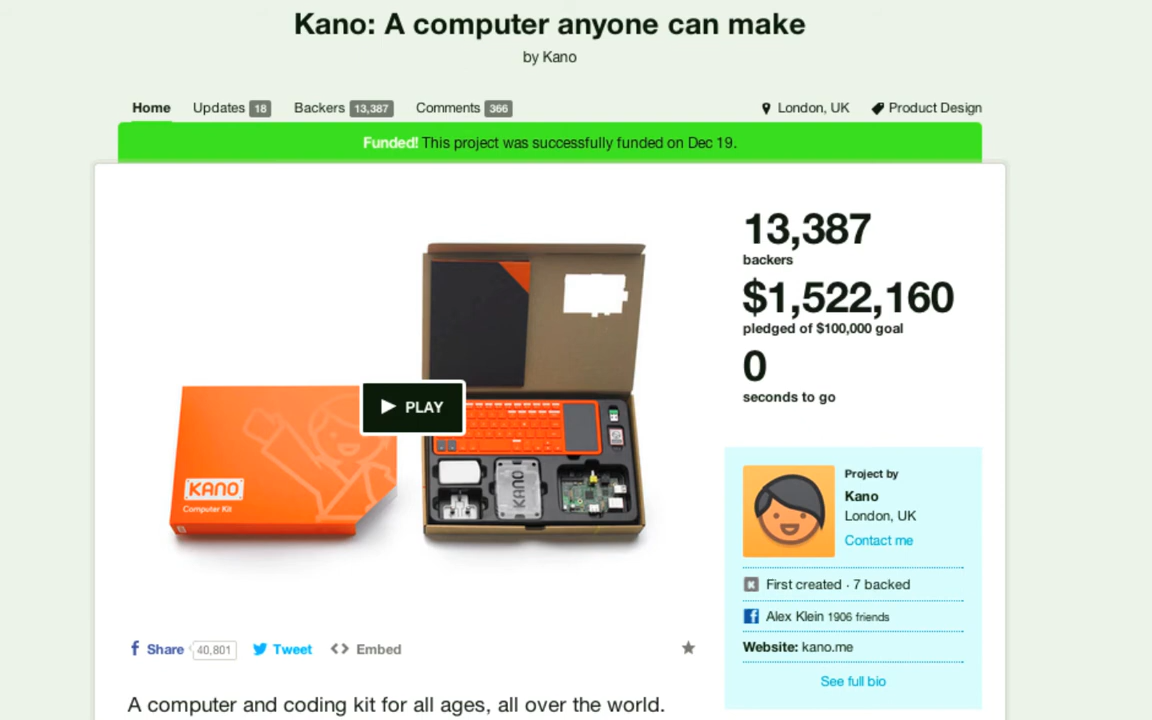 Kano: A computer anyone can make
by Kano
Home Updates 18 Backers 13,387 Comments 366 London, UK Product Design
Funded! This project was successfully funded on Dec 19.
13,387
backers
$1,522,160
pledged of $100,000 goal
0
seconds to go
PLAY
KANO
Computer Kit
KANO
Project by
Kano
London, UK
Contact me
First created · 7 backed
Alex Klein 1906 friends
Website: kano.me
See full bio
Share 40,801 Tweet Embed
A computer and coding kit for all ages, all over the world.